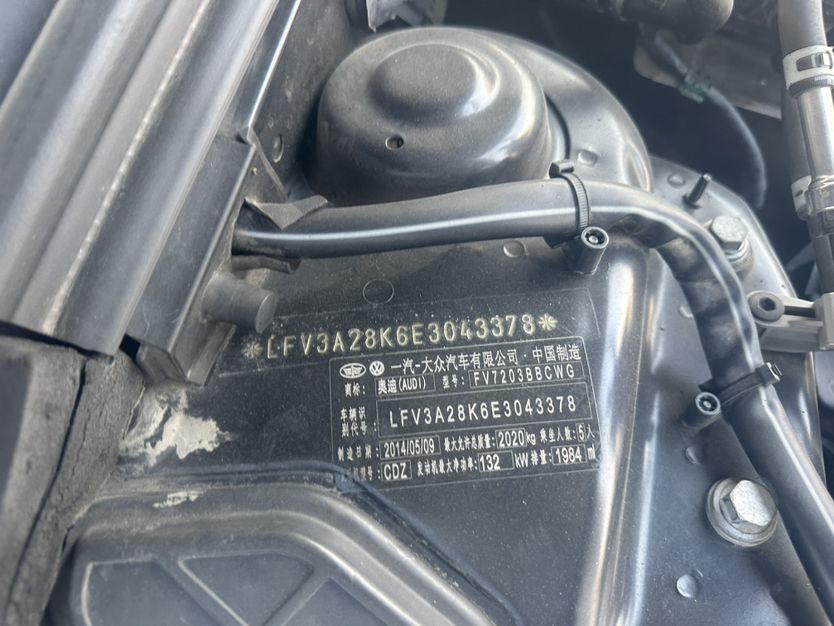 *LFV3A28K6E3043378*
一汽-大众汽车有限公司·中国制造
商标: 奥迪(AUDI) 型号: FV7203BBCWG
车辆识别代号: LFV3A28K6E3043378
制造日期: 2014/05/09 最大允许总质量: 2020kg 乘坐人数: 5人
型号: CDZ 发动机最大净功率: 132 kW 排量: 1984 ml